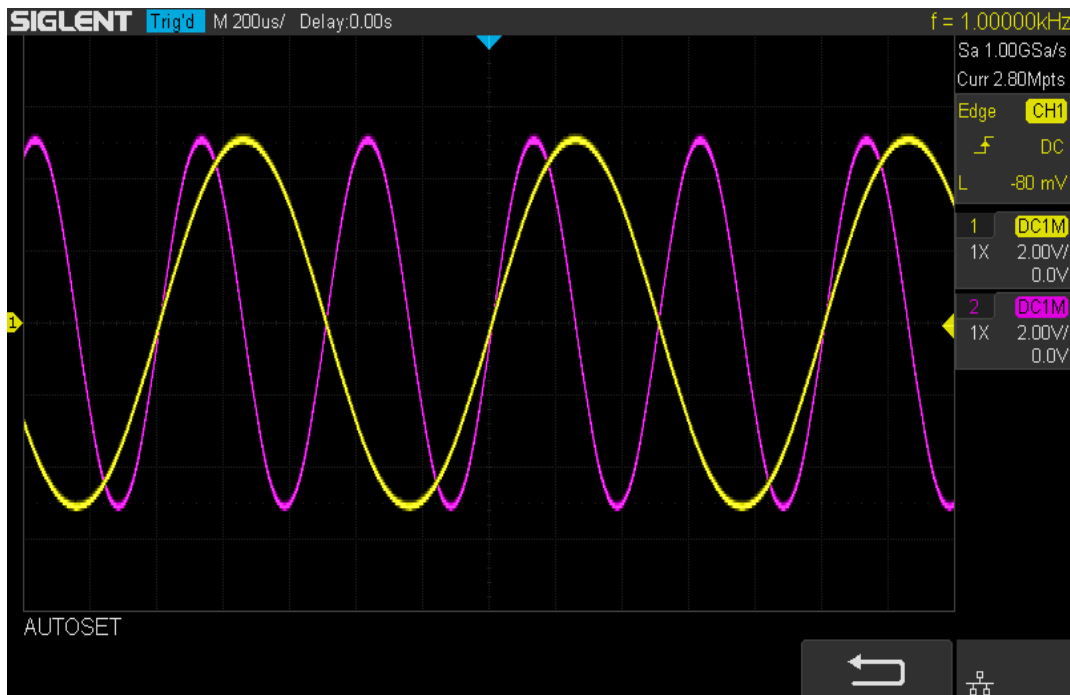 SIGLENT Trig'd M 200us/ Delay:0.00s f = 1.00000kHz
Sa 1.00GSa/s
Curr 2.80Mpts
Edge CH1
DC
L -80 mV
1 DC1M
1X 2.00V/
0.0V
2 DC1M
1X 2.00V/
0.0V
1
AUTOSET